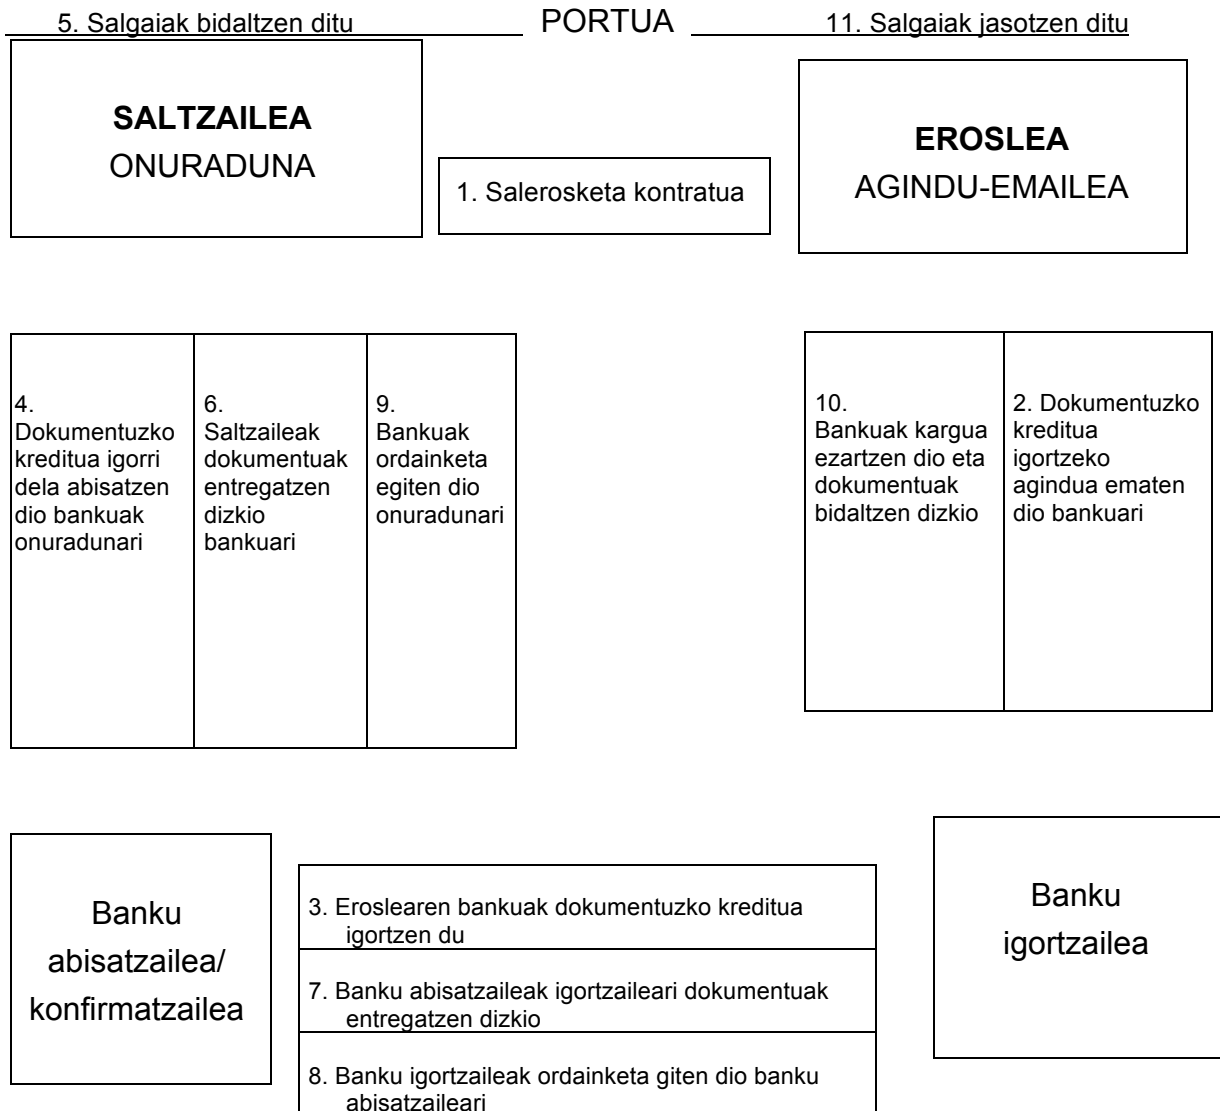 5. Salgaiak bidaltzen ditu
PORTUA
11. Salgaiak jasotzen ditu
SALTZAILEA
ONURADUNA
1. Salerosketa kontratua
EROSLEA
AGINDU-EMAILEA
4.
Dokumentuzko
kreditua igorri
dela abisatzen
dio bankuak
onuradunari
6.
Saltzaileak
dokumentuak
entregatzen
dizkio
bankuari
9.
Bankuak
ordainketa
egiten dio
onuradunari
10.
Bankuak kargua
ezartzen dio eta
dokumentuak
bidaltzen dizkio
2. Dokumentuzko
kreditua
igortzeko
agindua ematen
dio bankuari
Banku
abisatzailea/
konfirmatzailea
3. Eroslearen bankuak dokumentuzko kreditua
igortzen du
7. Banku abisatzaileak igortzaileari dokumentuak
entregatzen dizkio
8. Banku igortzaileak ordainketa giten dio banku
abisatzaileari
Banku
igortzailea